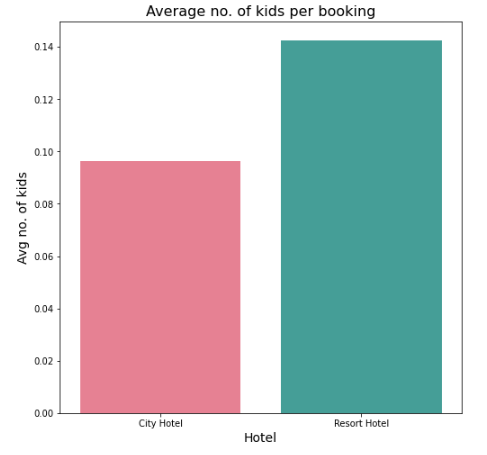 Average no. of kids per booking
Avg no. of kids
0.14
0.12
0.10
0.08
0.06
0.04
0.02
0.00
City Hotel
Resort Hotel
Hotel